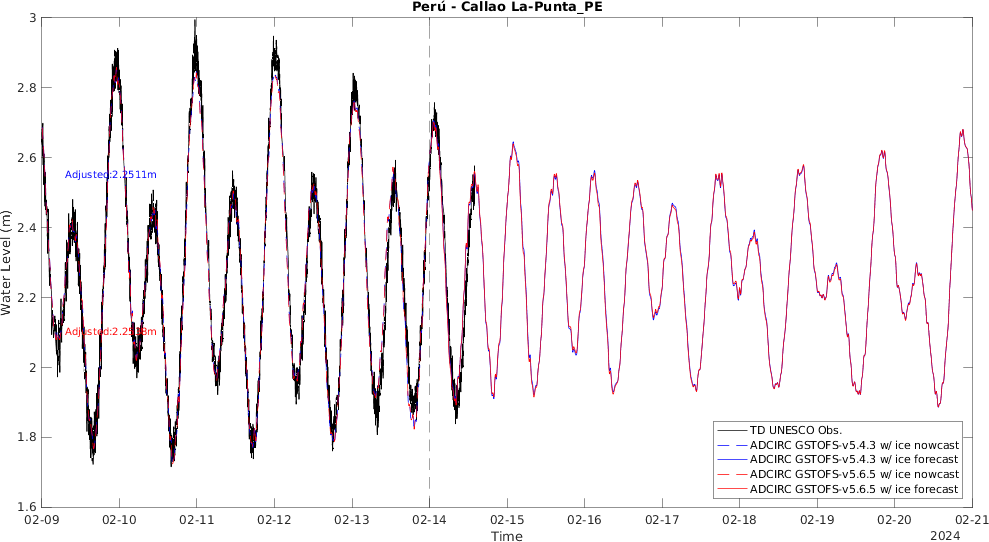 Perú - Callao La-Punta_PE
3
2.8
2.6
2.4
2.2
2
1.8
1.6
Water Level (m)
Adjusted:2.2511m
TD UNESCO Obs.
ADCIRC GSTOFS-v5.4.3 w/ ice nowcast
ADCIRC GSTOFS-v5.4.3 w/ ice forecast
ADCIRC GSTOFS-v5.6.5 w/ ice nowcast
ADCIRC GSTOFS-v5.6.5 w/ ice forecast
02-09 02-10 02-11 02-12 02-13 02-14 02-15 02-16 02-17 02-18 02-19 02-20 02-21
Time
2024